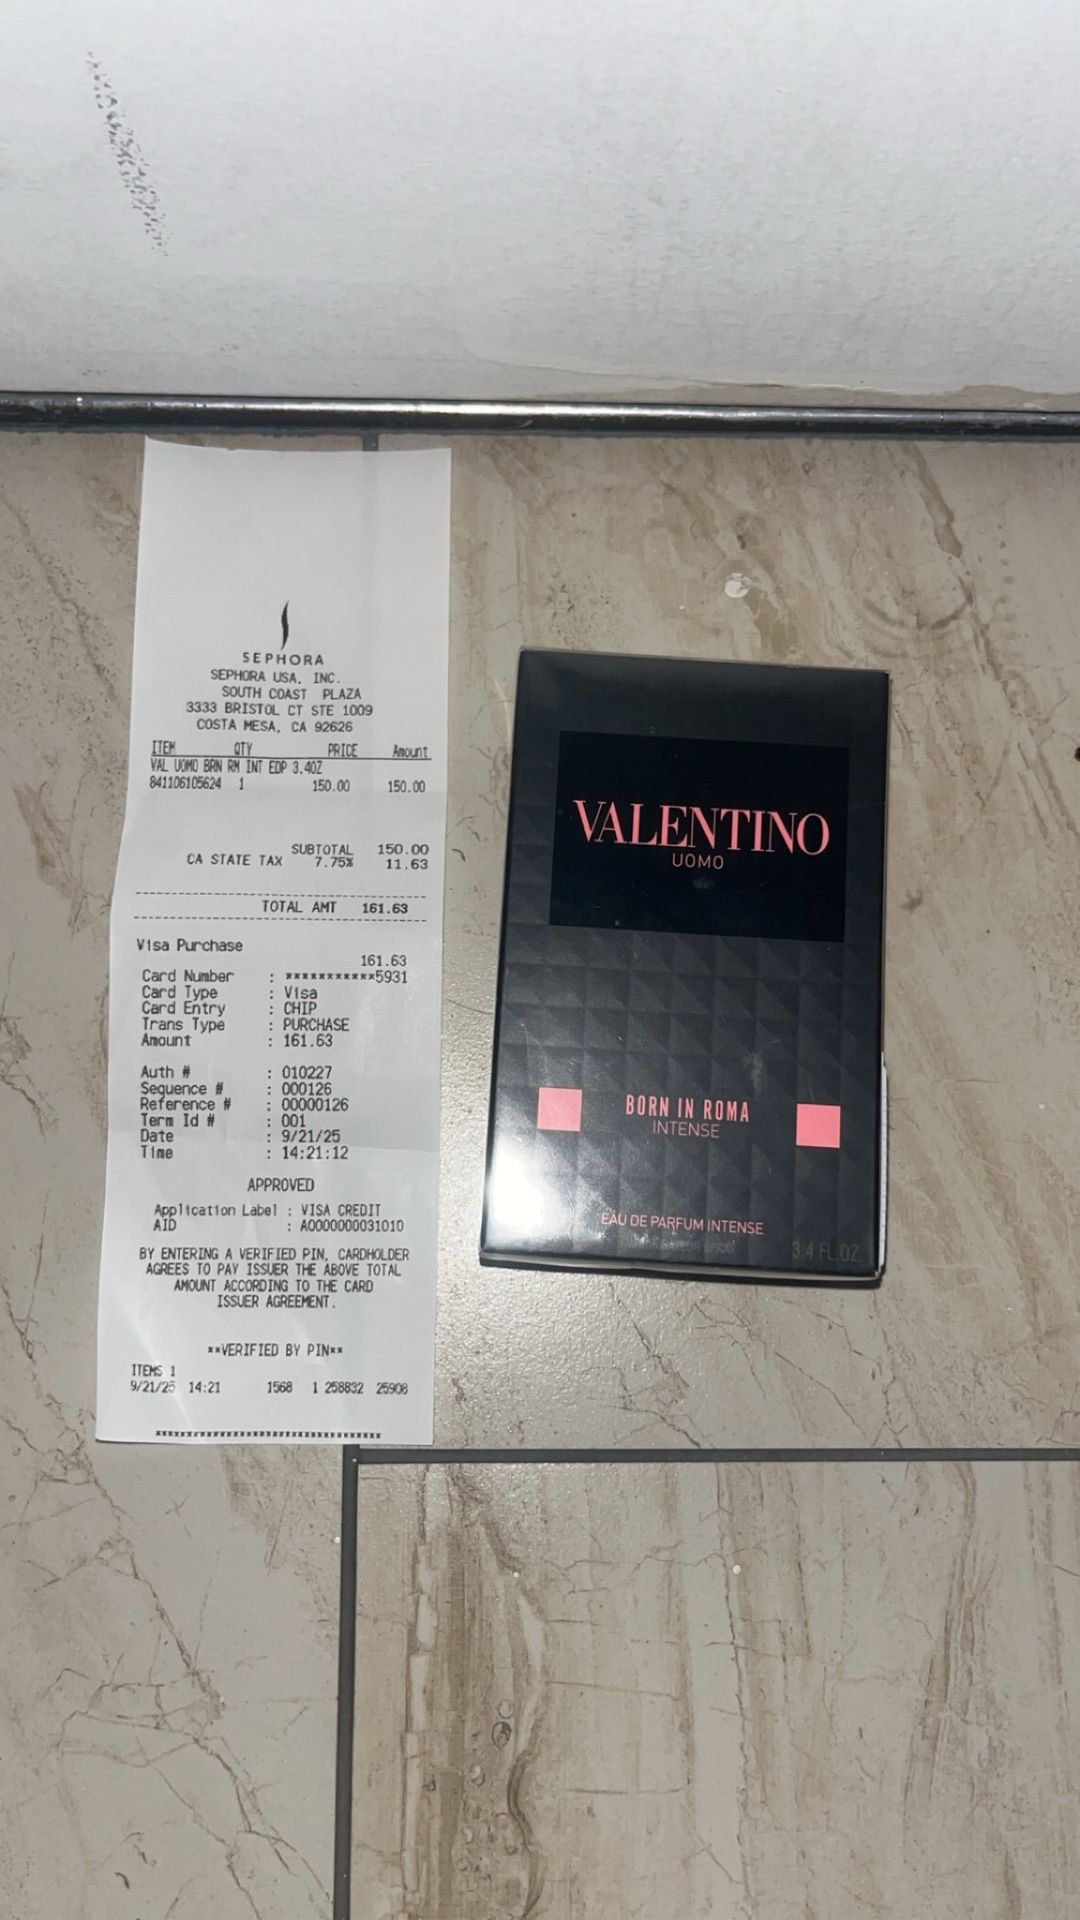 SEPHORA
SEPHORA USA, INC.
SOUTH COAST PLAZA
3333 BRISTOL CT STE 1009
COSTA MESA, CA 92626
ITEM QTY PRICE Amount
VAL UOMO BRN RM INT EDP 3.4OZ
841106105624 1 150.00 150.00
SUBTOTAL 150.00
CA STATE TAX 7.75% 11.63
TOTAL AMT 161.63
Visa Purchase
161.63
Card Number : ***********5931
Card Type : Visa
Card Entry : CHIP
Trans Type : PURCHASE
Amount : 161.63
Auth # : 010227
Sequence # : 000126
Reference # : 00000126
Term Id # : 001
Date : 9/21/25
Time : 14:21:12
APPROVED
Application Label : VISA CREDIT
AID : A0000000031010
BY ENTERING A VERIFIED PIN, CARDHOLDER
AGREES TO PAY ISSUER THE ABOVE TOTAL
AMOUNT ACCORDING TO THE CARD
ISSUER AGREEMENT.
**VERIFIED BY PIN**
ITEMS 1
9/21/25 14:21 1568 1 258832 25908
VALENTINO
UOMO
BORN IN ROMA
INTENSE
EAU DE PARFUM INTENSE
SPRAY
3.4 FL.OZ.